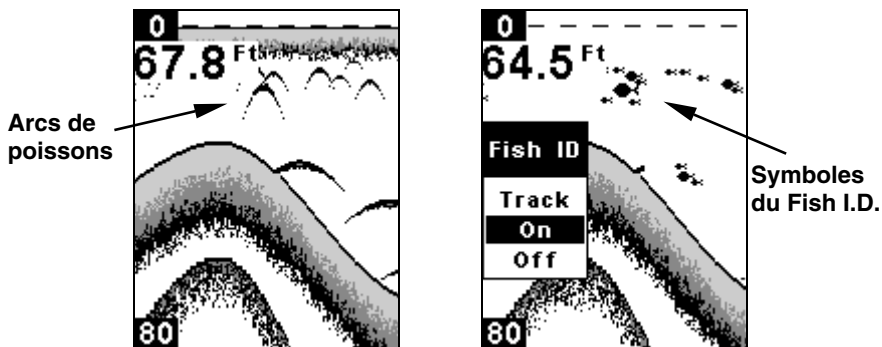 Arcs de
poissons
0
67.8 Ft
80
0
64.5 Ft
Fish ID
Track
On
Off
80
Symboles
du Fish I.D.